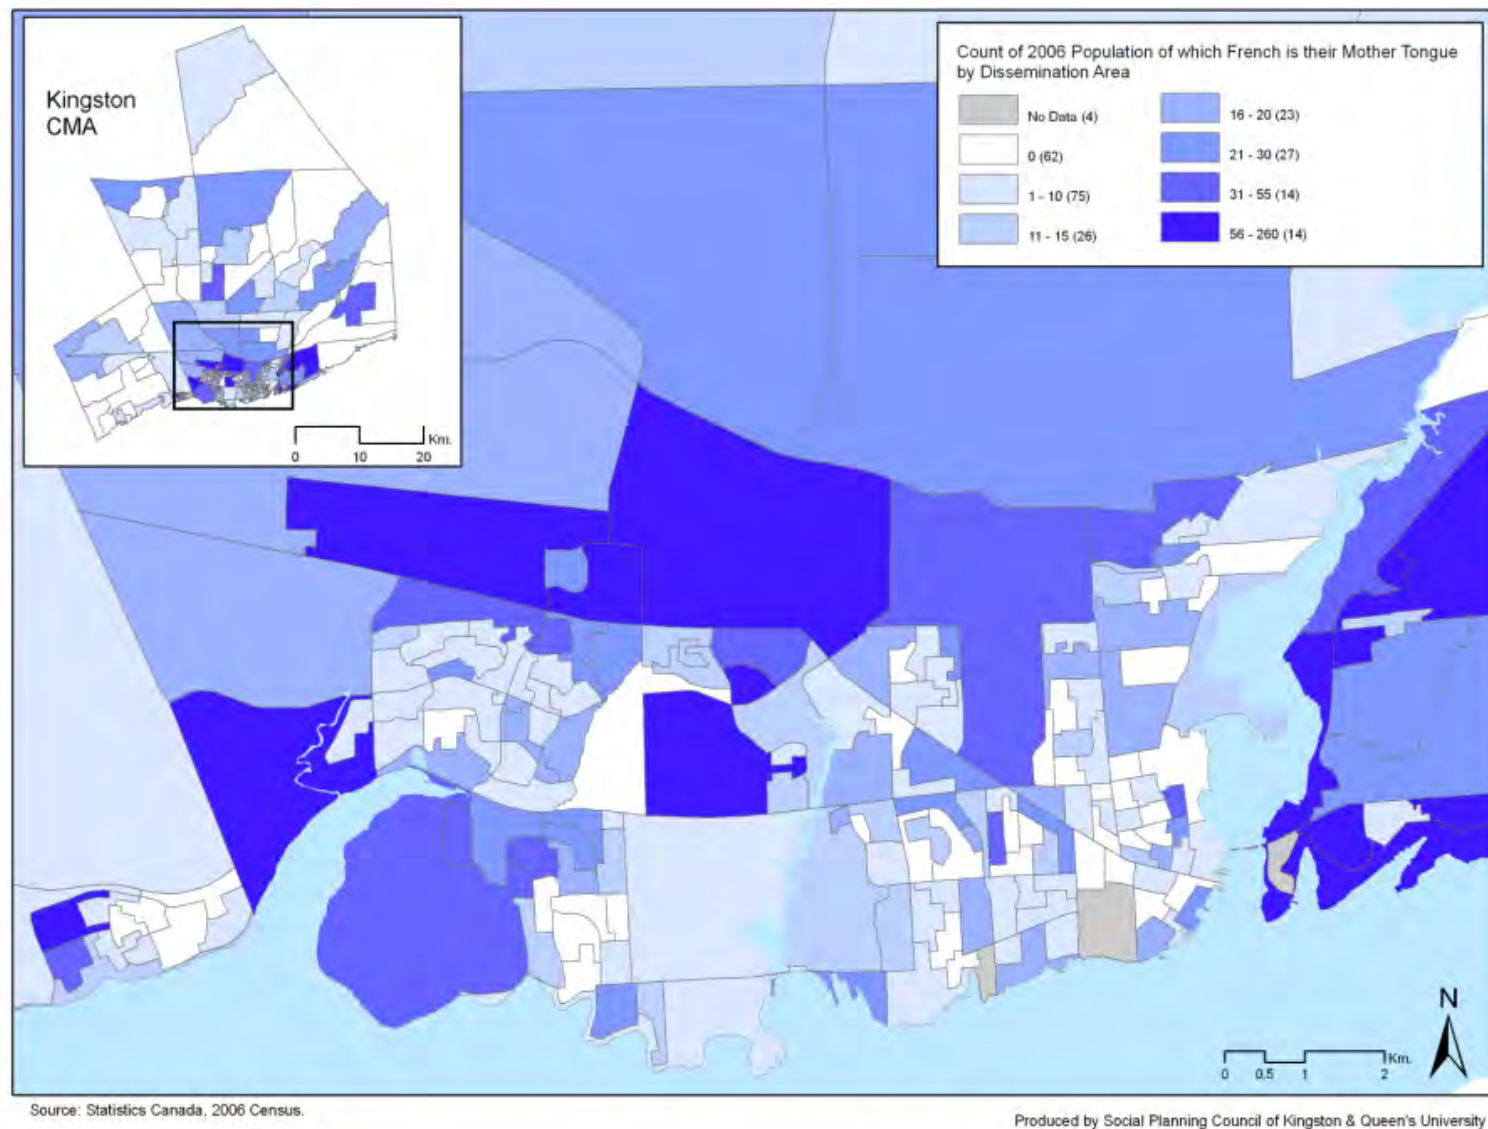 Kingston
CMA
Km.
0 10 20
Count of 2006 Population of which French is their Mother Tongue
by Dissemination Area
No Data (4)
0 (62)
1 - 10 (75)
11 - 15 (26)
16 - 20 (23)
21 - 30 (27)
31 - 55 (14)
56 - 260 (14)
N
Km.
0 0.5 1 2
Source: Statistics Canada, 2006 Census.
Produced by Social Planning Council of Kingston & Queen's University